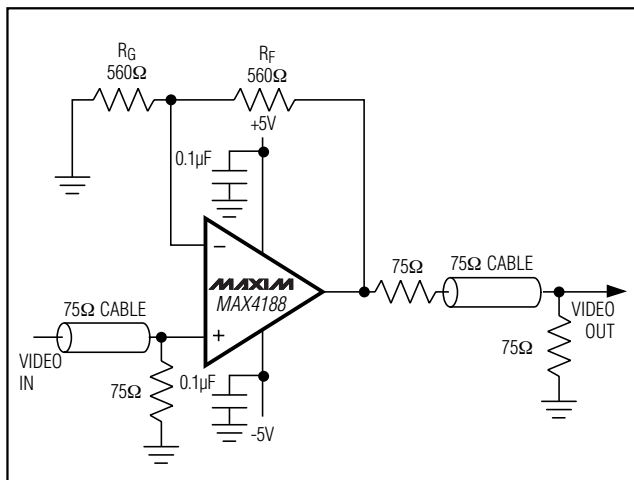 RG
560Ω
RF
560Ω
+5V
0.1µF
−
MAXIM
MAX4188
75Ω
75Ω CABLE
75Ω CABLE
+
VIDEO
IN
75Ω
0.1µF
-5V
VIDEO
OUT
75Ω